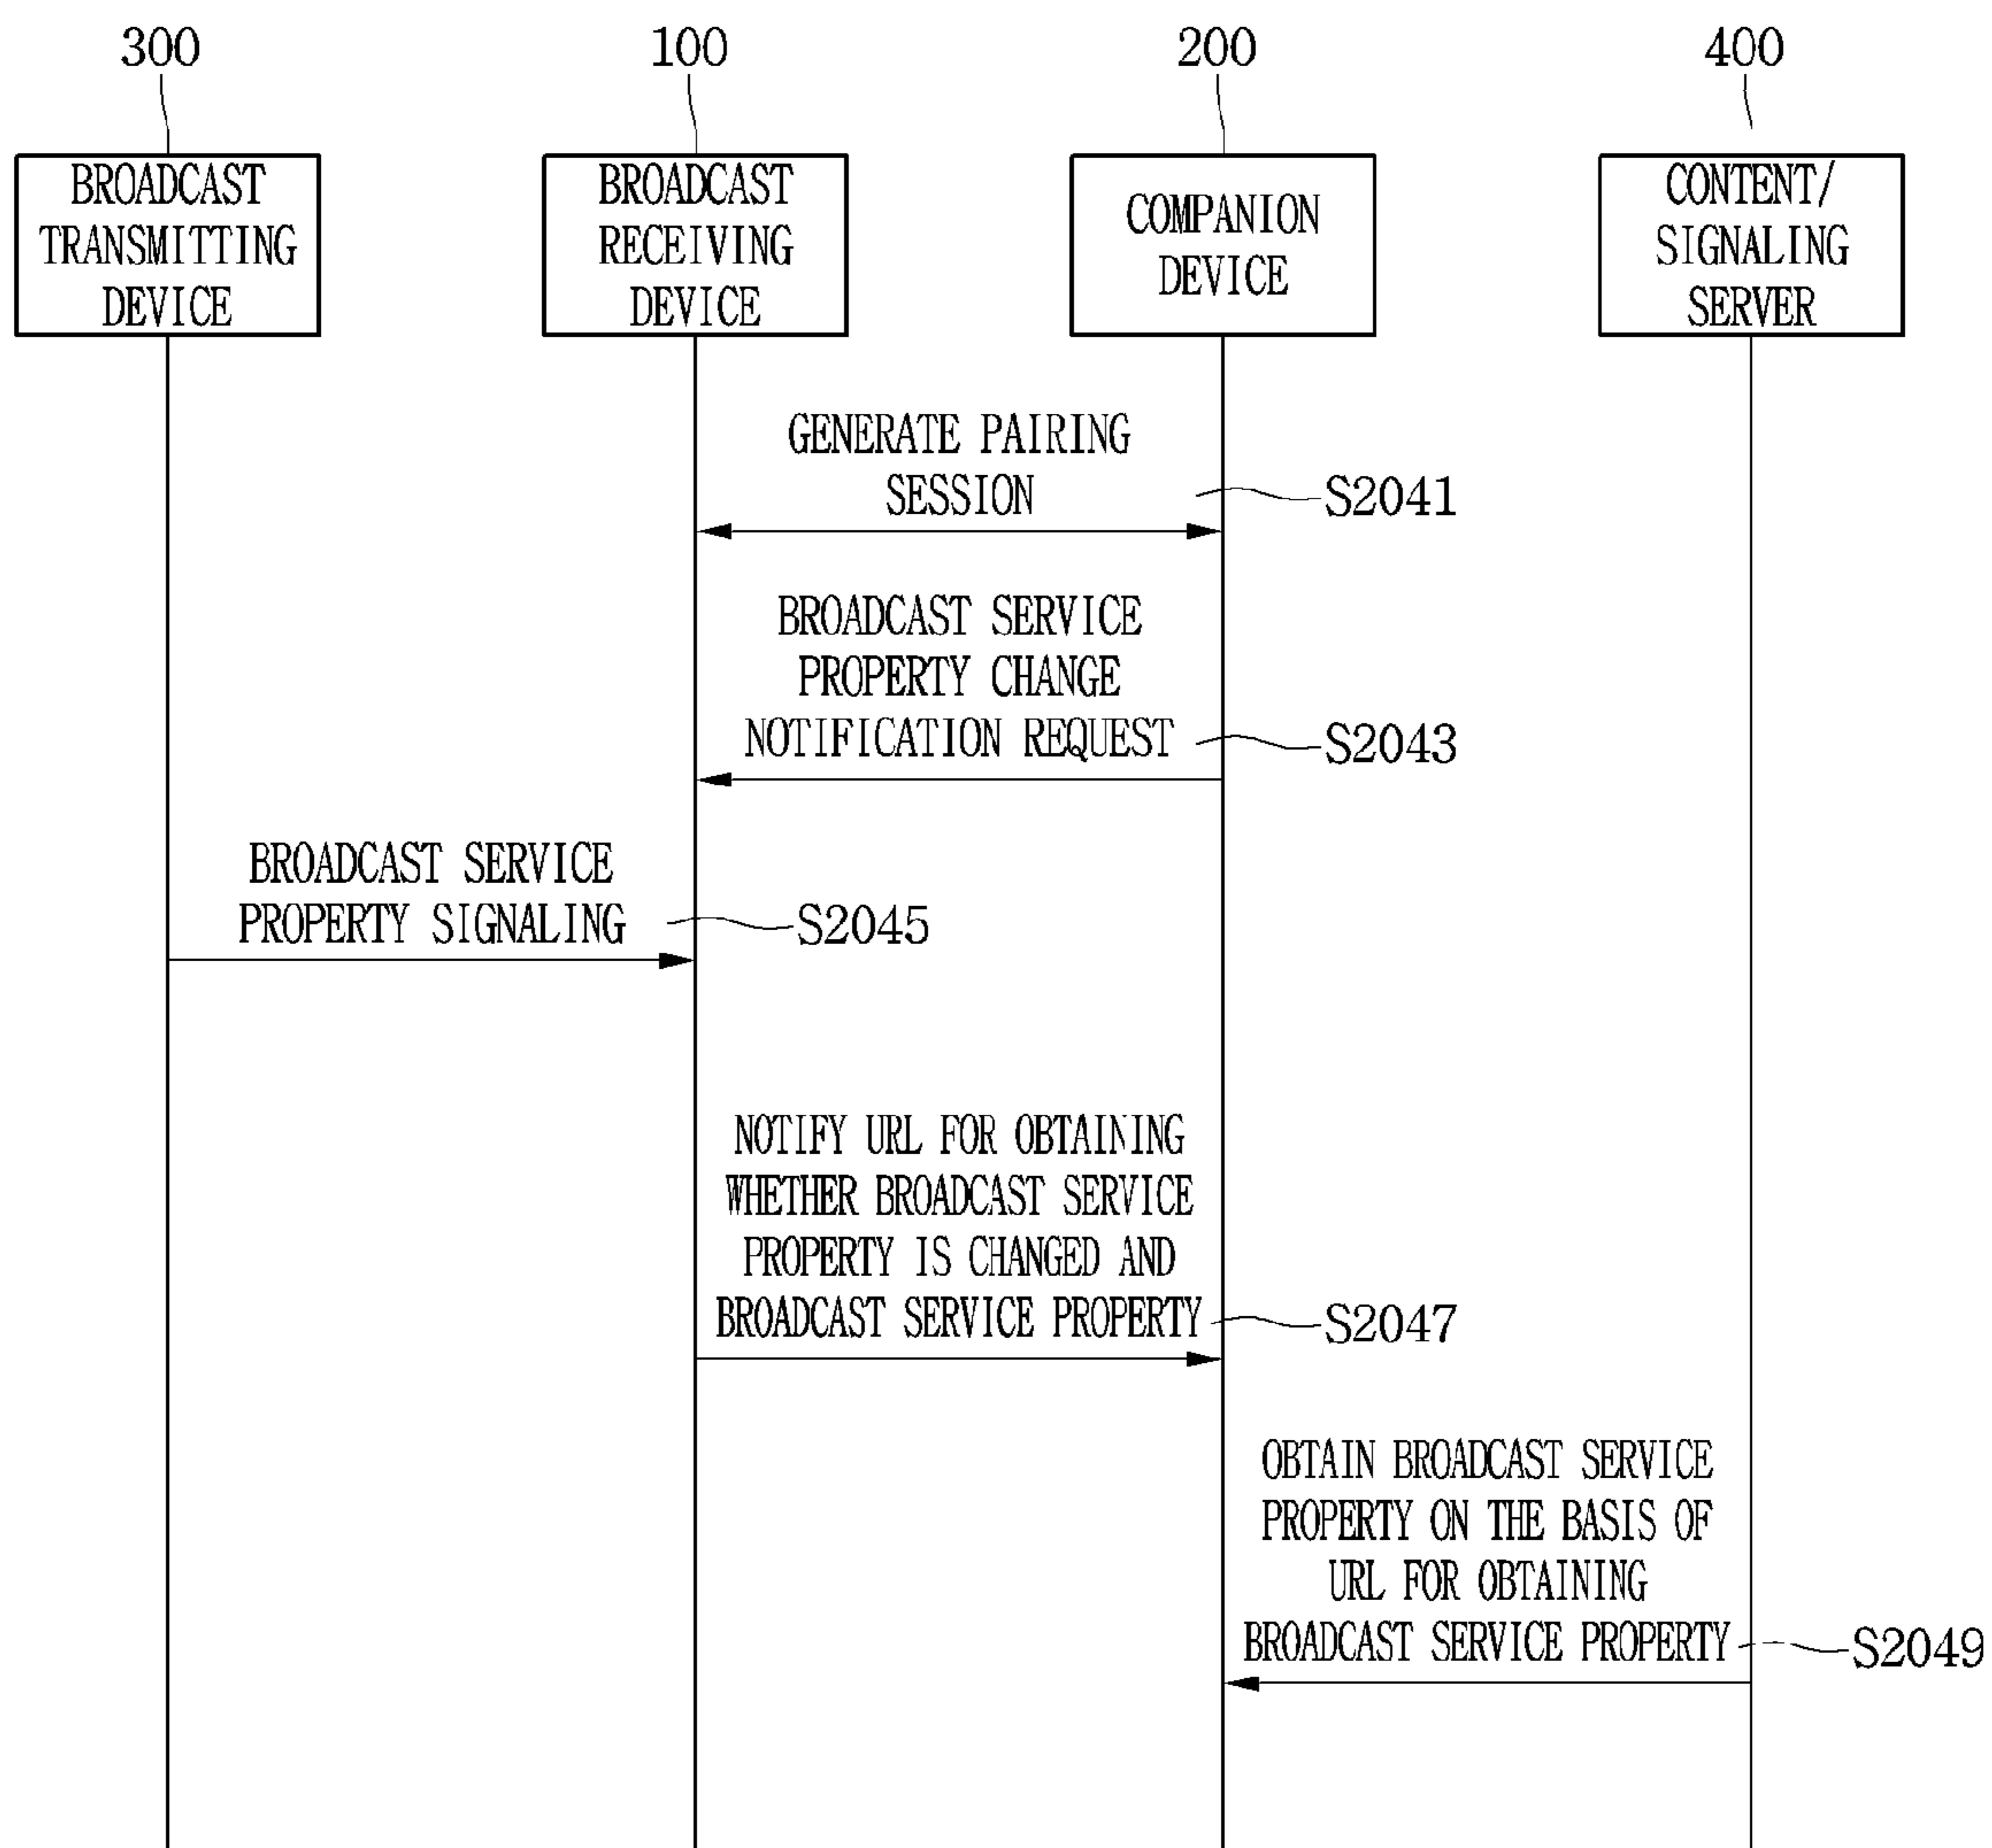 300
100
200
400
BROADCAST
TRANSMITTING
DEVICE
BROADCAST
RECEIVING
DEVICE
COMPANION
DEVICE
CONTENT/
SIGNALING
SERVER
GENERATE PAIRING
SESSION
S2041
BROADCAST SERVICE
PROPERTY CHANGE
NOTIFICATION REQUEST
S2043
BROADCAST SERVICE
PROPERTY SIGNALING
S2045
NOTIFY URL FOR OBTAINING
WHETHER BROADCAST SERVICE
PROPERTY IS CHANGED AND
BROADCAST SERVICE PROPERTY
S2047
OBTAIN BROADCAST SERVICE
PROPERTY ON THE BASIS OF
URL FOR OBTAINING
BROADCAST SERVICE PROPERTY
S2049